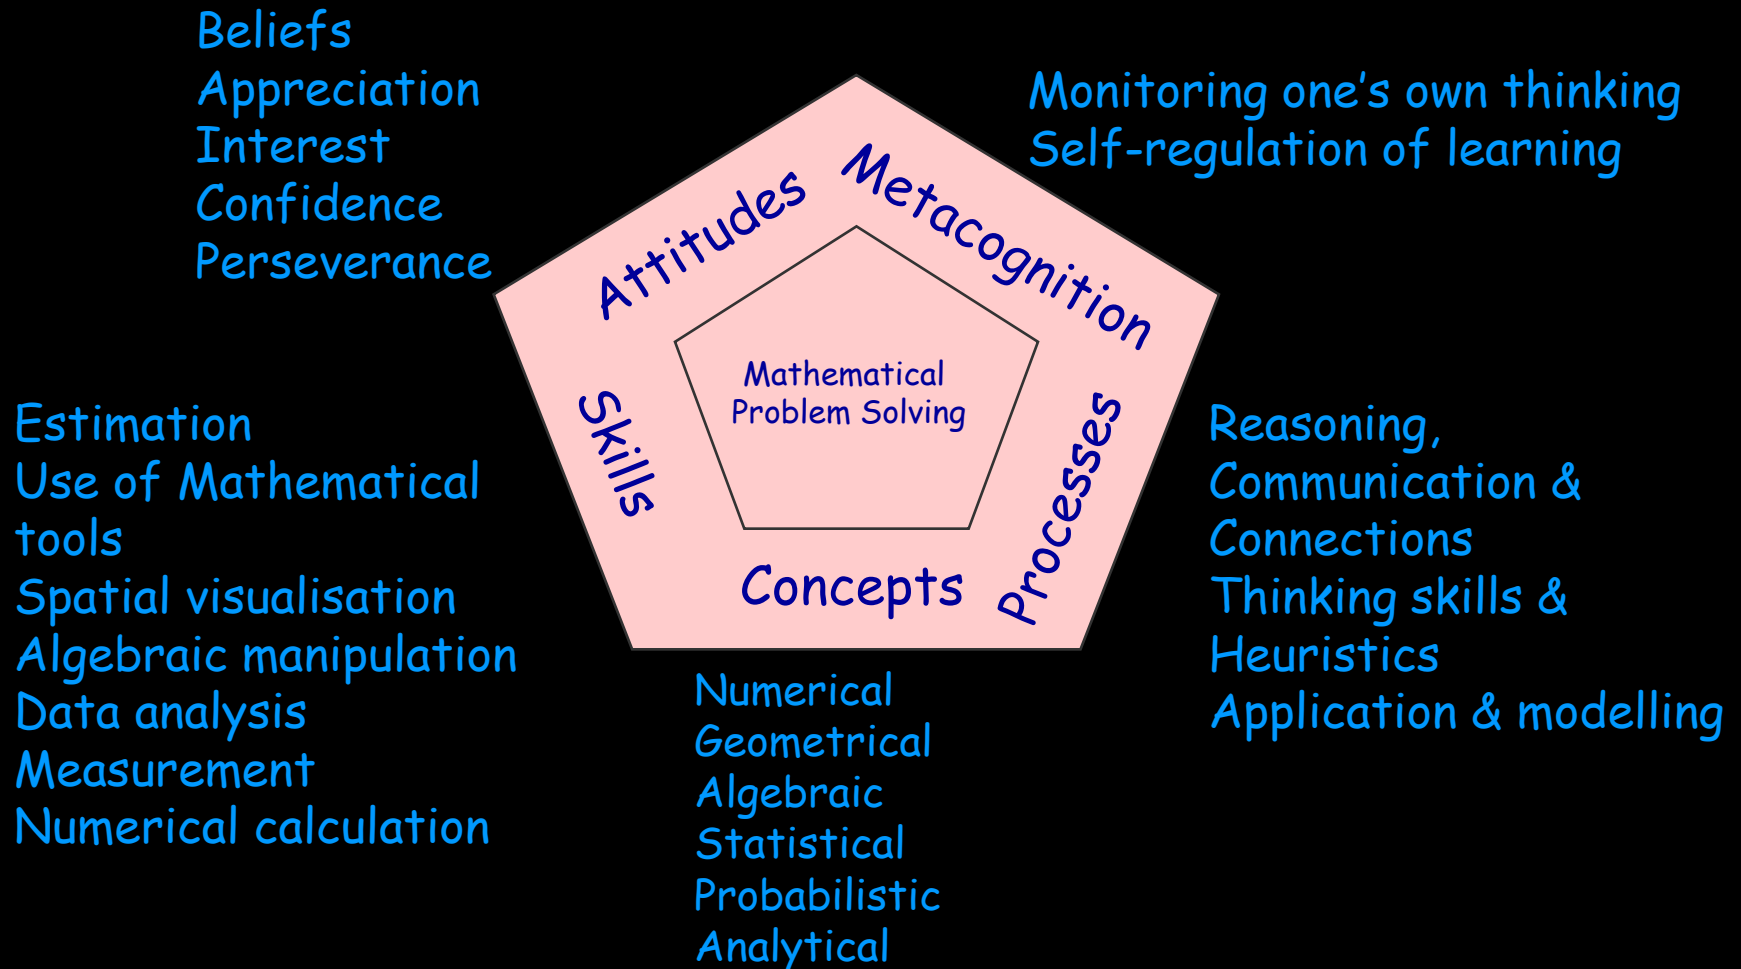 Beliefs
Appreciation
Interest
Confidence
Perseverance
Monitoring one’s own thinking
Self-regulation of learning
Attitudes
Metacognition
Mathematical
Problem Solving
Skills
Processes
Concepts
Estimation
Use of Mathematical
tools
Spatial visualisation
Algebraic manipulation
Data analysis
Measurement
Numerical calculation
Reasoning,
Communication &
Connections
Thinking skills &
Heuristics
Application & modelling
Numerical
Geometrical
Algebraic
Statistical
Probabilistic
Analytical